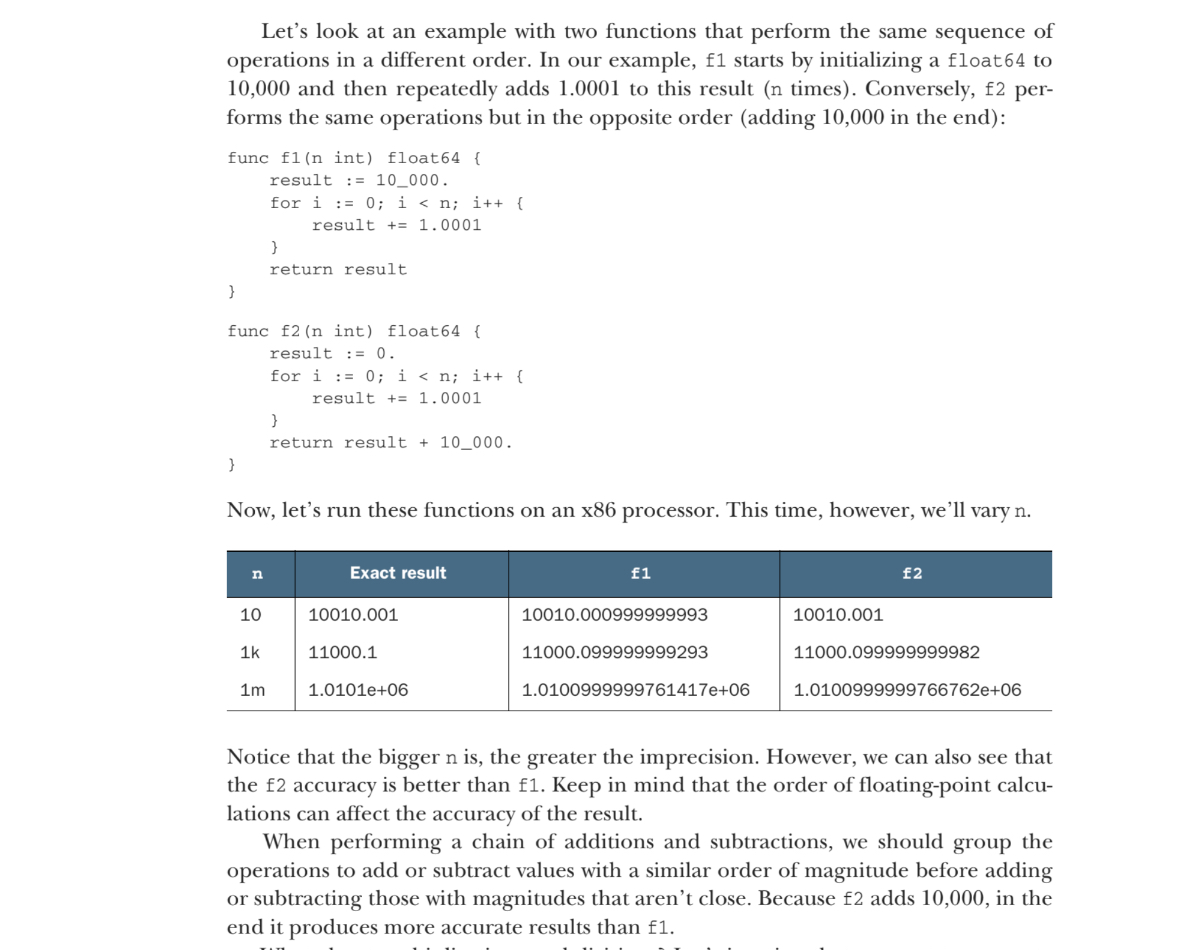 Let's look at an example with two functions that perform the same sequence of
operations in a different order. In our example, f1 starts by initializing a float64 to
10,000 and then repeatedly adds 1.0001 to this result (n times). Conversely, f2 per-
forms the same operations but in the opposite order (adding 10,000 in the end):
func f1(n int) float64 {
    result := 10_000.
    for i := 0; i < n; i++ {
        result += 1.0001
    }
    return result
}
func f2(n int) float64 {
    result := 0.
    for i := 0; i < n; i++ {
        result += 1.0001
    }
    return result + 10_000.
}
Now, let's run these functions on an x86 processor. This time, however, we'll vary n.
n Exact result f1 f2
10 10010.001 10010.000999999993 10010.001
1k 11000.1 11000.099999999293 11000.099999999982
1m 1.0101e+06 1.0100999999761417e+06 1.0100999999766762e+06
Notice that the bigger n is, the greater the imprecision. However, we can also see that
the f2 accuracy is better than f1. Keep in mind that the order of floating-point calcu-
lations can affect the accuracy of the result.
When performing a chain of additions and subtractions, we should group the
operations to add or subtract values with a similar order of magnitude before adding
or subtracting those with magnitudes that aren't close. Because f2 adds 10,000, in the
end it produces more accurate results than f1.